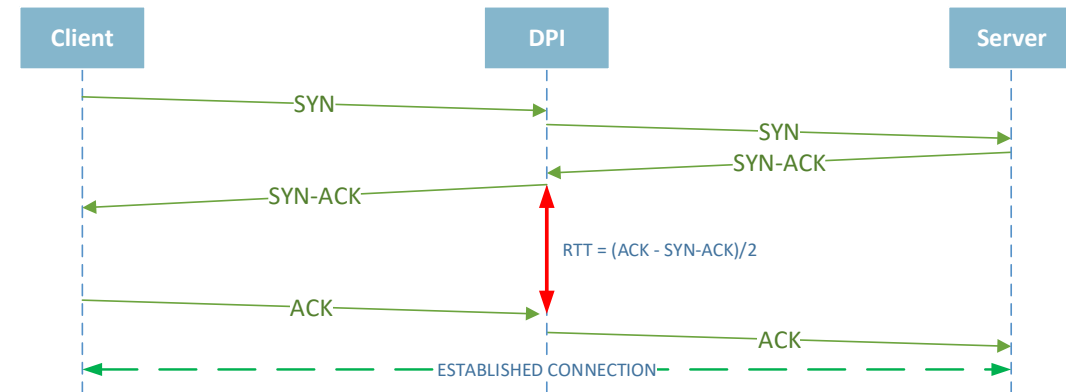 Client
DPI
Server
SYN
SYN
SYN-ACK
SYN-ACK
RTT = (ACK - SYN-ACK)/2
ACK
ACK
ESTABLISHED CONNECTION